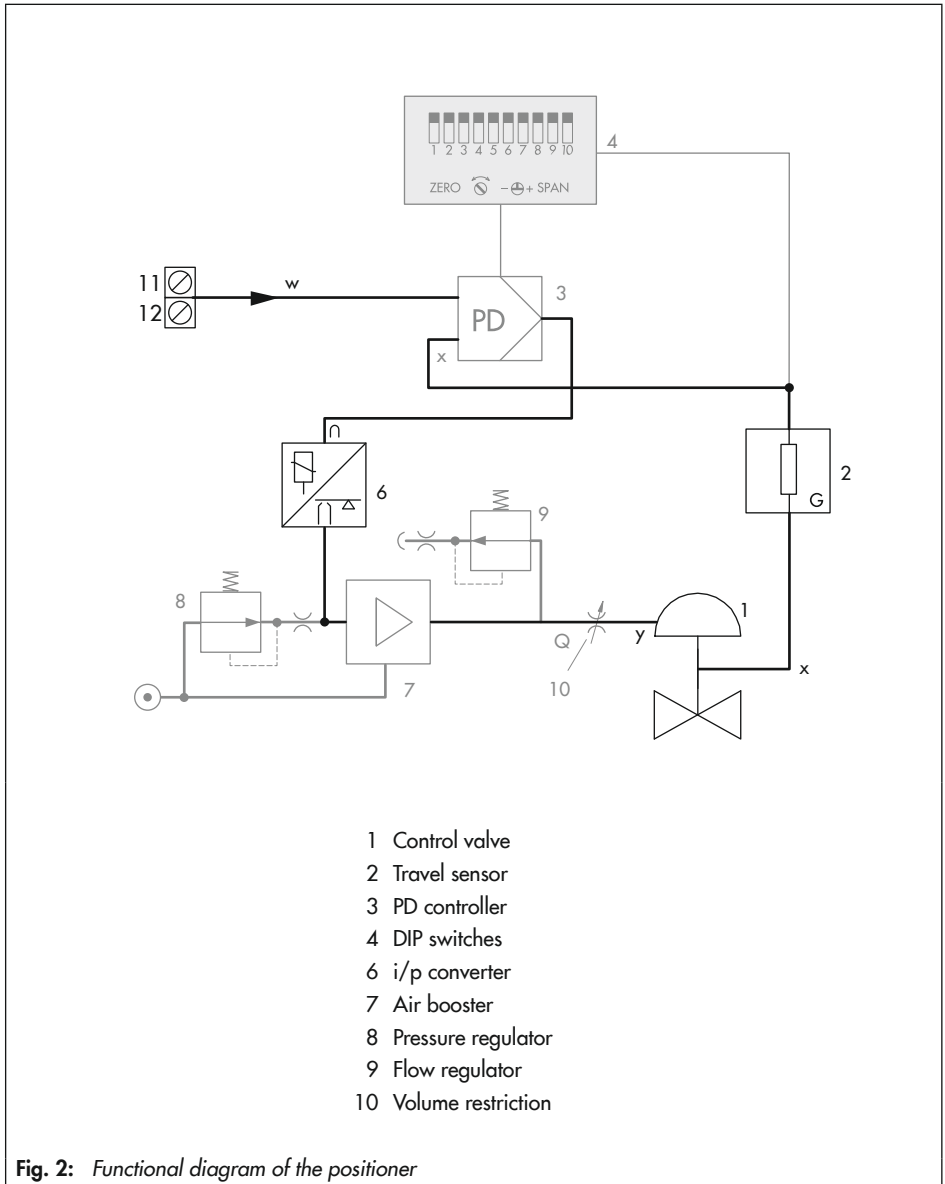 1 2 3 4 5 6 7 8 9 10
4
ZERO - + SPAN
11
w
12
3
PD
x
2
G
6
9
8
1
y
Q
x
7
10
1 Control valve
2 Travel sensor
3 PD controller
4 DIP switches
6 i/p converter
7 Air booster
8 Pressure regulator
9 Flow regulator
10 Volume restriction
Fig. 2: Functional diagram of the positioner